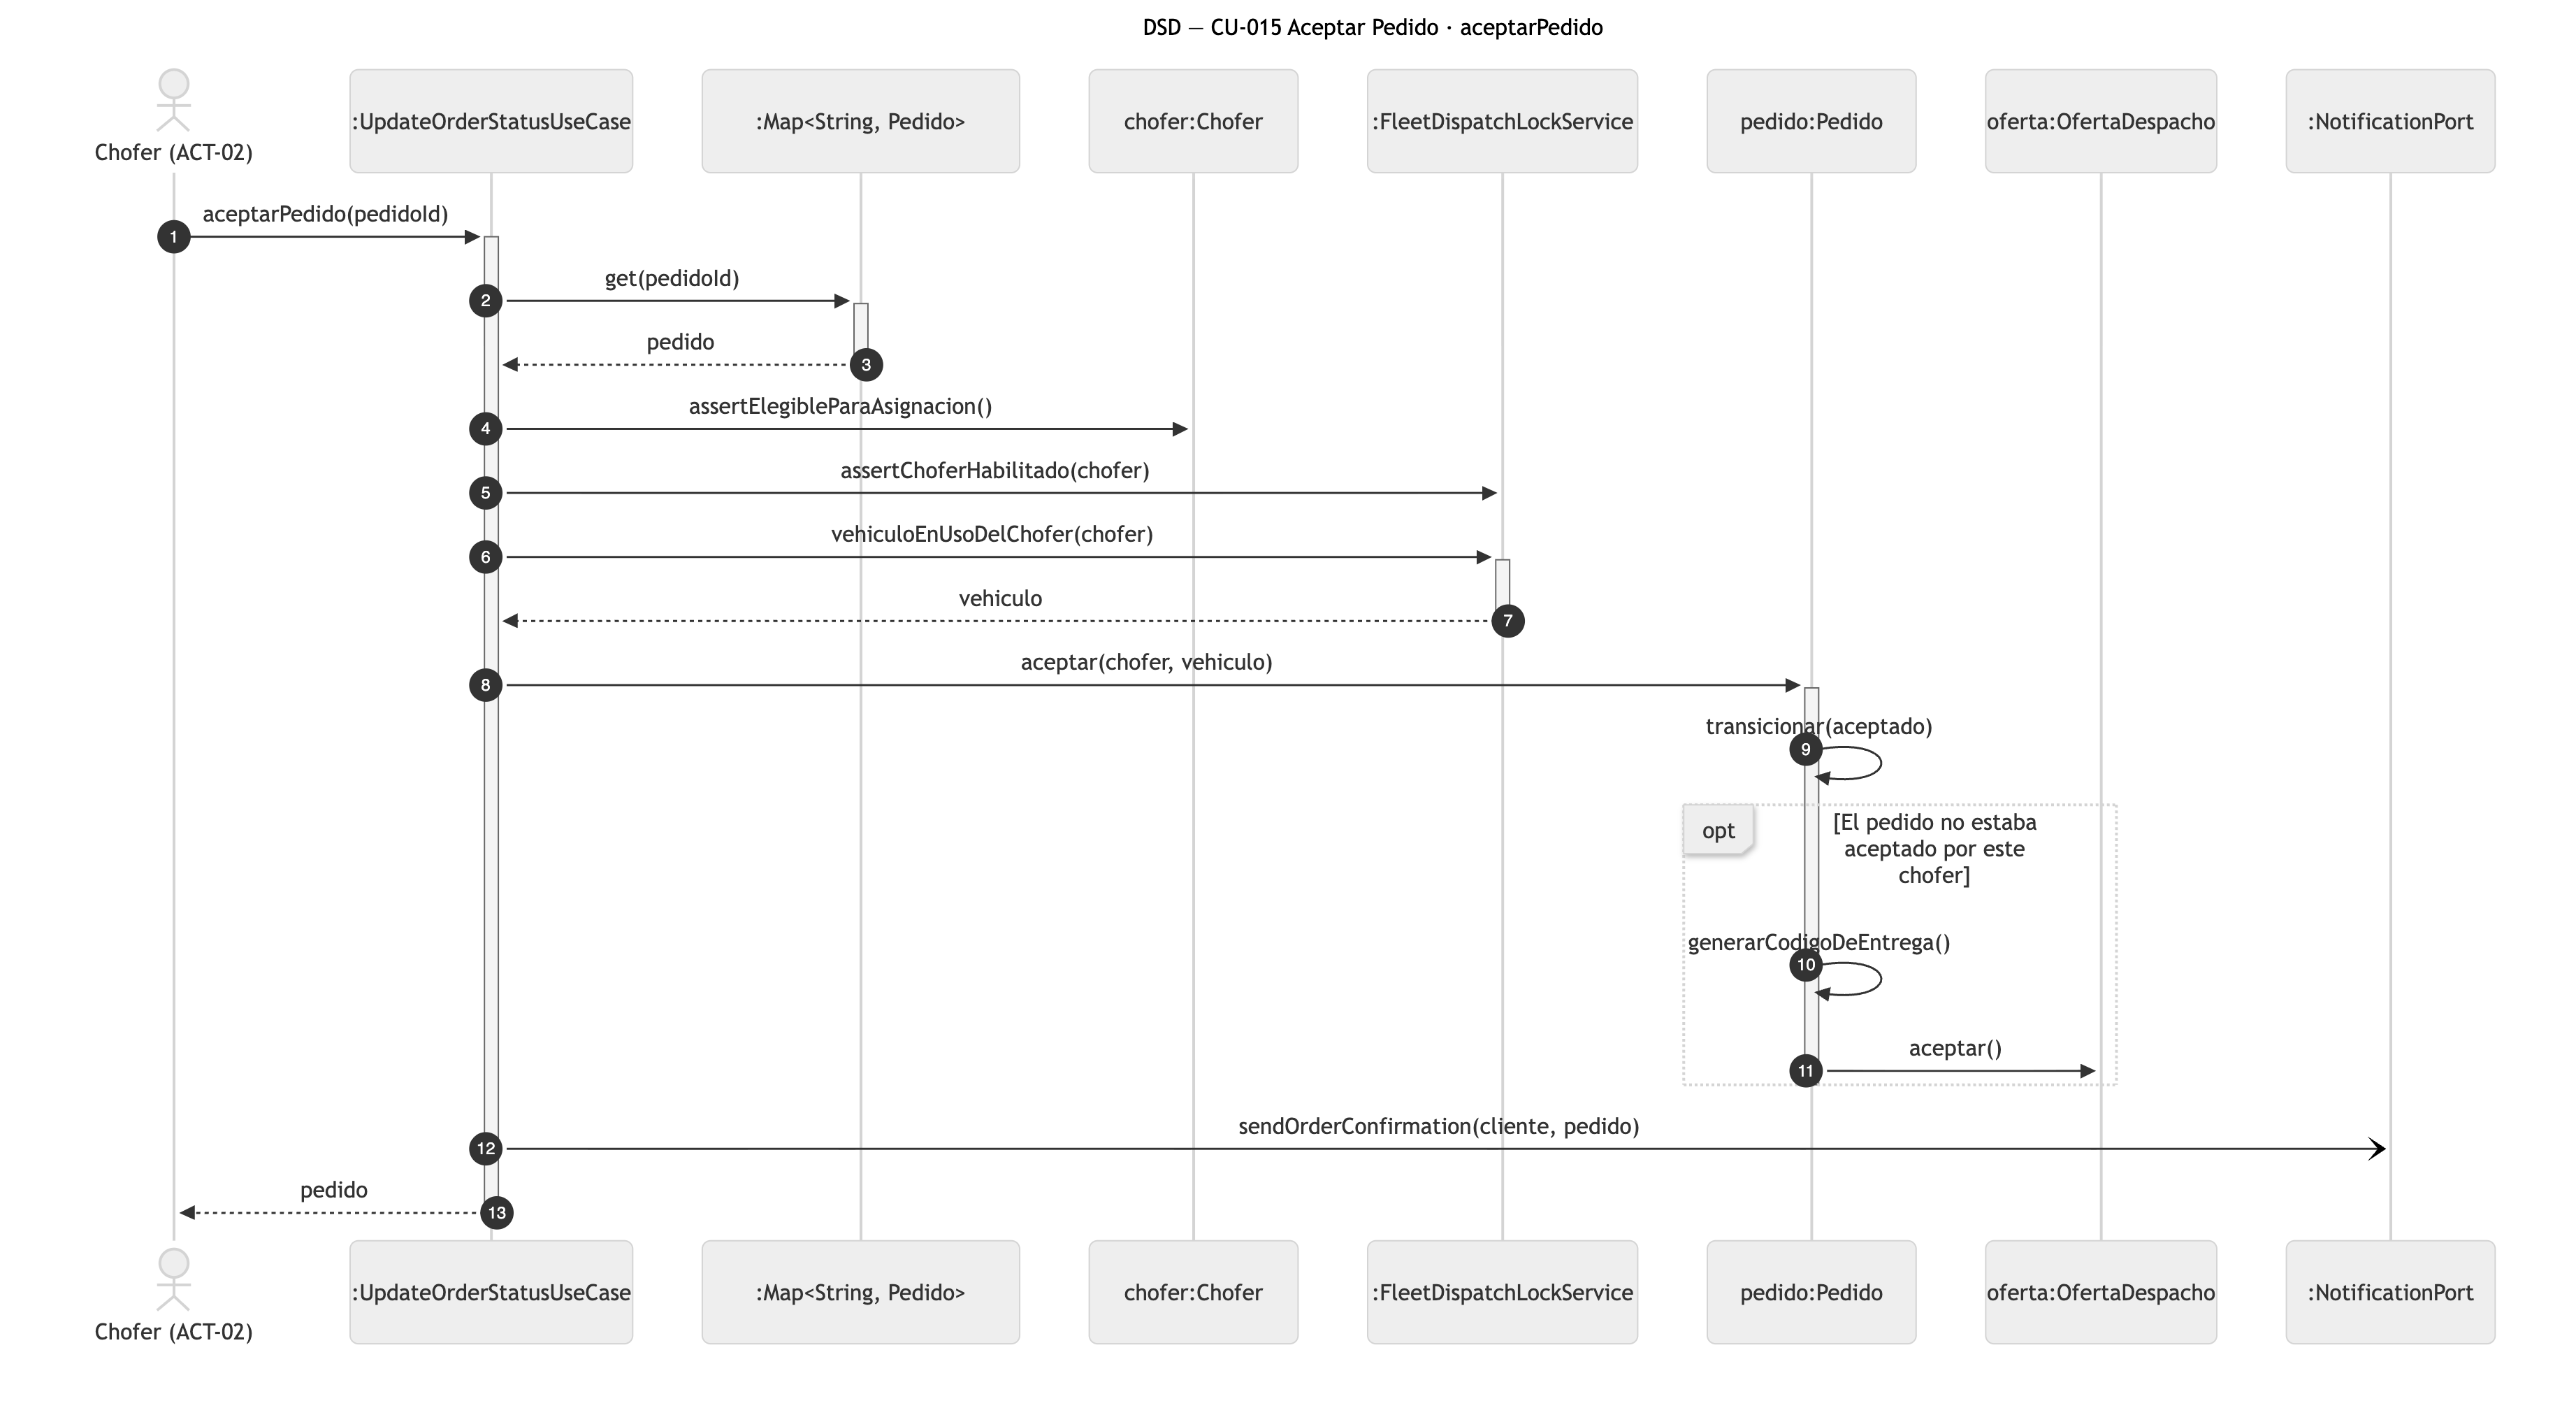 DSD — CU-015 Aceptar Pedido · aceptarPedido
Chofer (ACT-02)
:UpdateOrderStatusUseCase
:Map<String, Pedido>
chofer:Chofer
:FleetDispatchLockService
pedido:Pedido
oferta:OfertaDespacho
:NotificationPort
aceptarPedido(pedidoId)
1
get(pedidoId)
2
pedido
3
assertElegibleParaAsignacion()
4
assertChoferHabilitado(chofer)
5
vehiculoEnUsoDelChofer(chofer)
6
vehiculo
7
aceptar(chofer, vehiculo)
8
transicionar(aceptado)
9
opt
[El pedido no estaba
aceptado por este
chofer]
generarCodigoDeEntrega()
10
aceptar()
11
sendOrderConfirmation(cliente, pedido)
12
pedido
13
Chofer (ACT-02)
:UpdateOrderStatusUseCase
:Map<String, Pedido>
chofer:Chofer
:FleetDispatchLockService
pedido:Pedido
oferta:OfertaDespacho
:NotificationPort